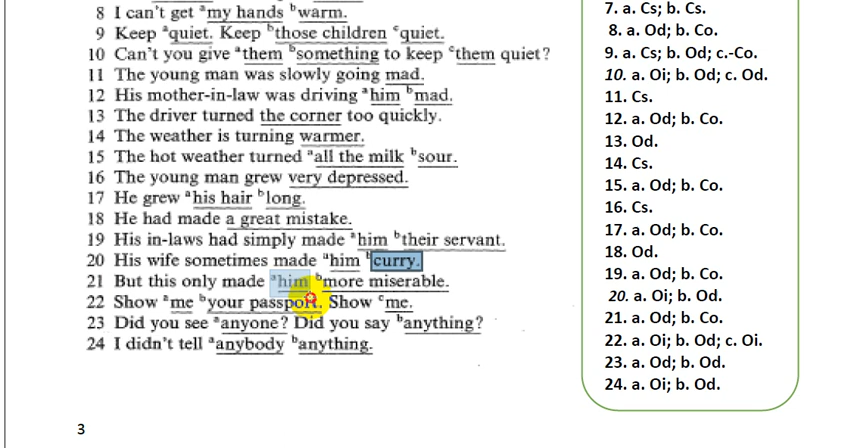 8 I can't get ᵃmy hands ᵇwarm.
9 Keep ᵃquiet. Keep ᵇthose children ᶜquiet.
10 Can't you give ᵃthem ᵇsomething to keep ᶜthem quiet?
11 The young man was slowly going mad.
12 His mother-in-law was driving ᵃhim ᵇmad.
13 The driver turned the corner too quickly.
14 The weather is turning warmer.
15 The hot weather turned ᵃall the milk ᵇsour.
16 The young man grew very depressed.
17 He grew ᵃhis hair ᵇlong.
18 He had made a great mistake.
19 His in-laws had simply made ᵃhim ᵇtheir servant.
20 His wife sometimes made ᵃhim ᵇcurry.
21 But this only made ᵃhim ᵇmore miserable.
22 Show ᵃme ᵇyour passport. Show ᶜme.
23 Did you see ᵃanyone? Did you say ᵇanything?
24 I didn't tell ᵃanybody ᵇanything.
3
7. a. Cs; b. Cs.
8. a. Od; b. Co.
9. a. Cs; b. Od; c.-Co.
10. a. Oi; b. Od; c. Od.
11. Cs.
12. a. Od; b. Co.
13. Od.
14. Cs.
15. a. Od; b. Co.
16. Cs.
17. a. Od; b. Co.
18. Od.
19. a. Od; b. Co.
20. a. Oi; b. Od.
21. a. Od; b. Co.
22. a. Oi; b. Od; c. Oi.
23. a. Od; b. Od.
24. a. Oi; b. Od.